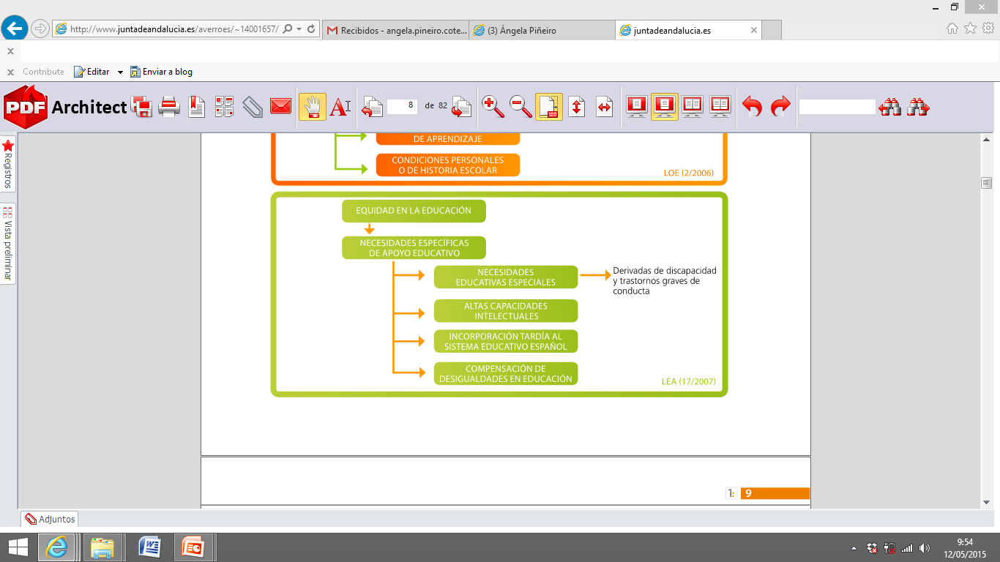 http://www.juntadeandalucia.es/averroes/~14001657/
Recibidos - angela.pineiro.cote...
(3) Ángela Piñeiro
juntadeandalucia.es
x
x Contribute Editar Enviar a blog
PDF Architect
8 de 82
Registros
Vista preliminar
DE APRENDIZAJE
CONDICIONES PERSONALES
O DE HISTORIA ESCOLAR
LOE (2/2006)
EQUIDAD EN LA EDUCACIÓN
NECESIDADES ESPECÍFICAS
DE APOYO EDUCATIVO
NECESIDADES
EDUCATIVAS ESPECIALES
Derivadas de discapacidad
y trastornos graves de
conducta
ALTAS CAPACIDADES
INTELECTUALES
INCORPORACIÓN TARDÍA AL
SISTEMA EDUCATIVO ESPAÑOL
COMPENSACIÓN DE
DESIGUALDADES EN EDUCACIÓN
LEA (17/2007)
1: 9
Adjuntos
9:54
12/05/2015